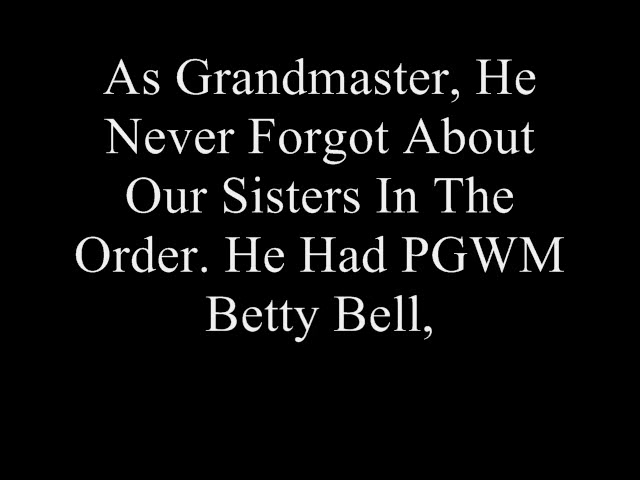 As Grandmaster, He
Never Forgot About
Our Sisters In The
Order. He Had PGWM
Betty Bell,